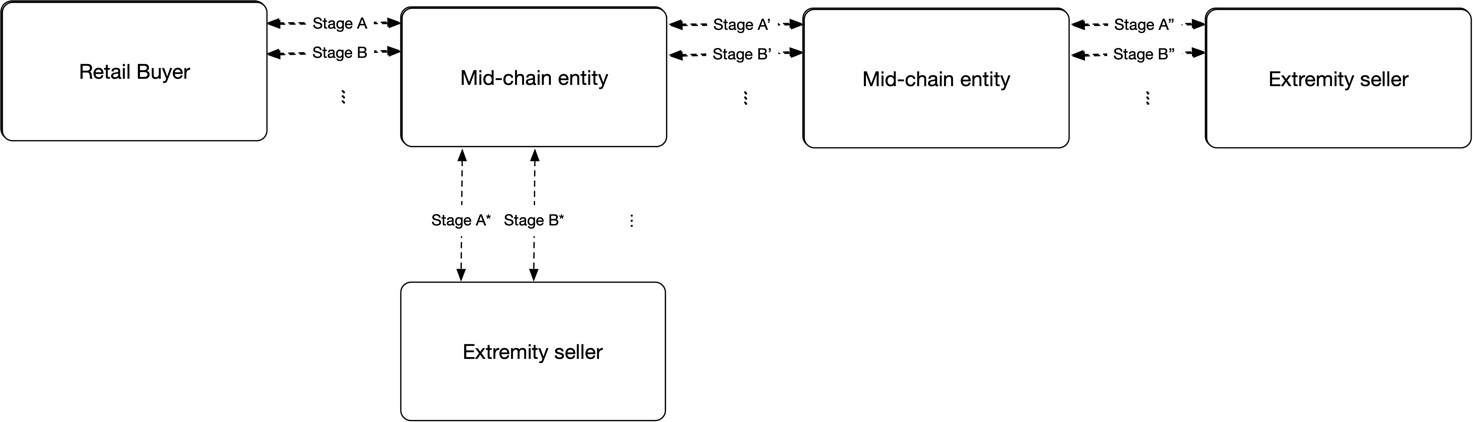 Stage A
Stage A’
Stage A”
Stage B
Stage B’
Stage B”
Retail Buyer
Mid-chain entity
Mid-chain entity
Extremity seller
Stage A*
Stage B*
Extremity seller